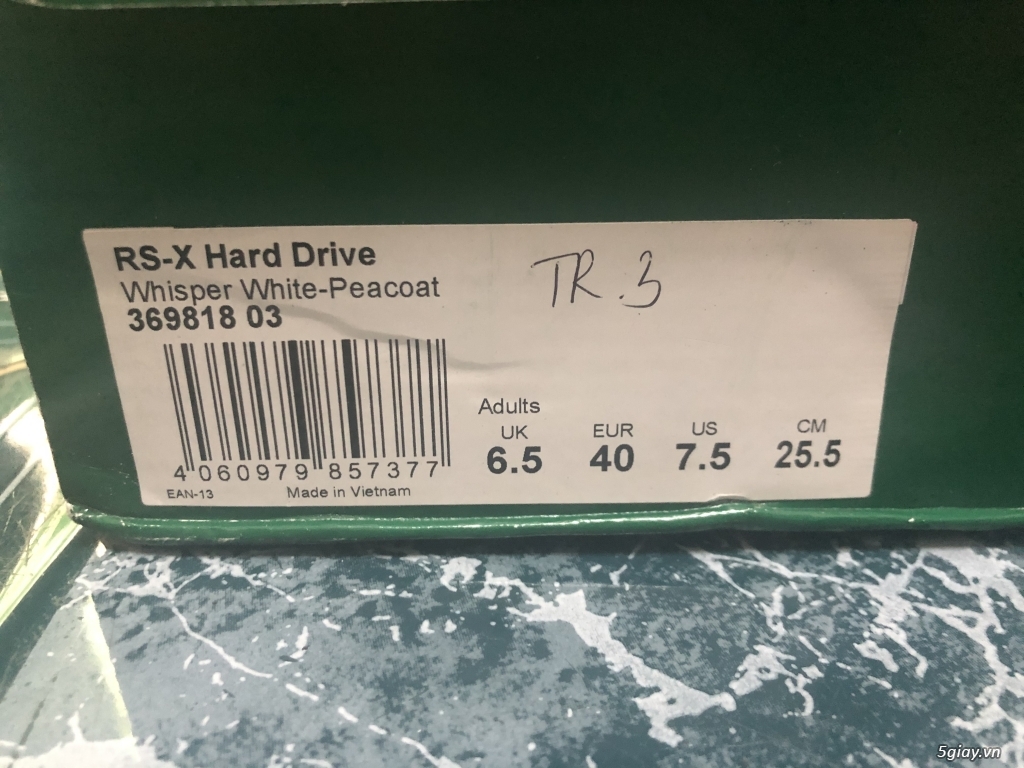 RS-X Hard Drive
Whisper White-Peacoat
369818 03
TR.3
4 060979 857377
EAN-13 Made in Vietnam
Adults
UK EUR US CM
6.5 40 7.5 25.5
5giay.vn